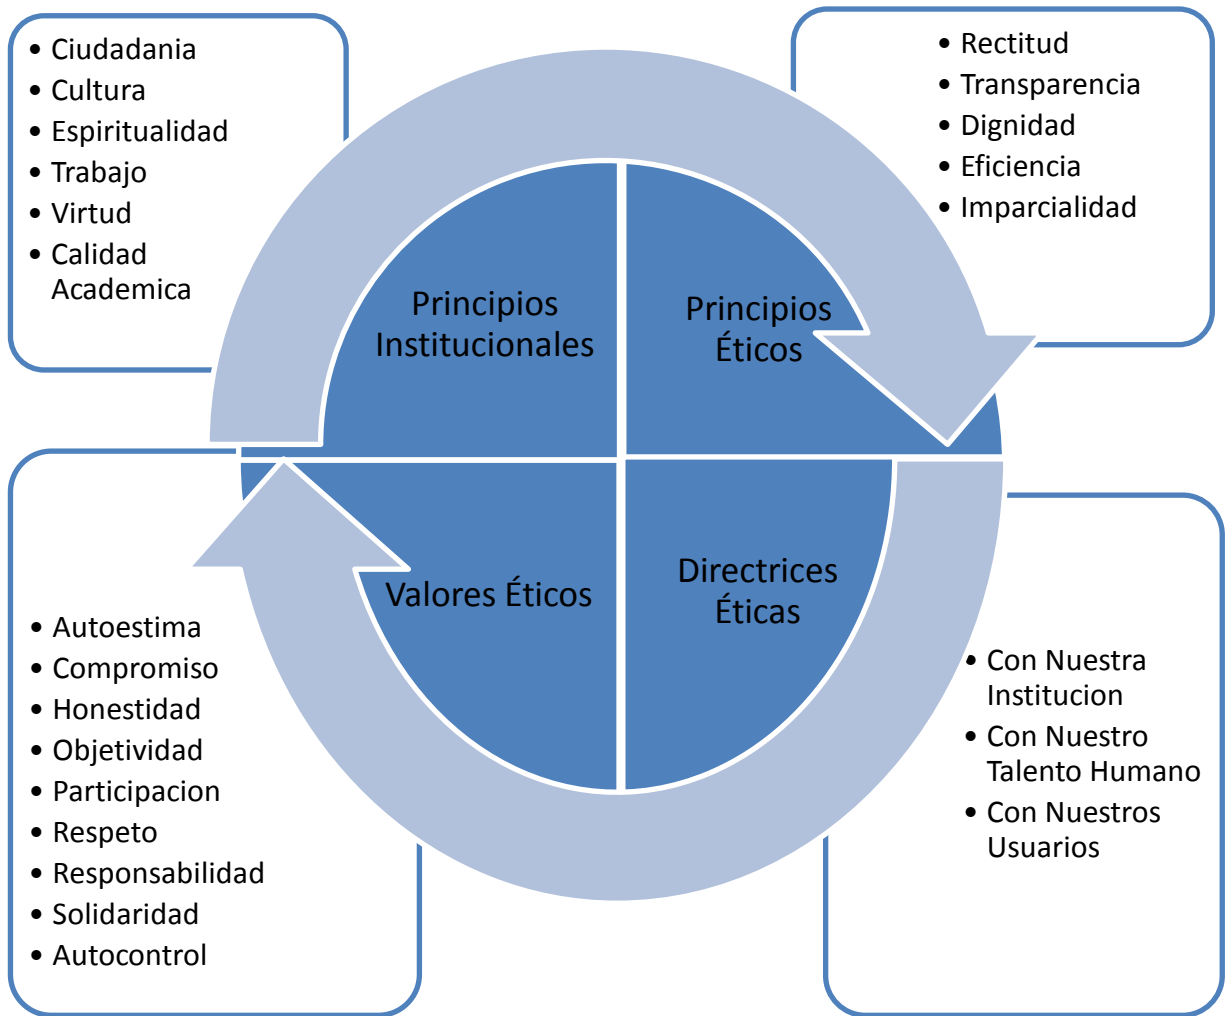 • Ciudadania
• Cultura
• Espiritualidad
• Trabajo
• Virtud
• Calidad
Academica
• Rectitud
• Transparencia
• Dignidad
• Eficiencia
• Imparcialidad
Principios
Institucionales
Principios
Éticos
Valores Éticos
Directrices
Éticas
• Autoestima
• Compromiso
• Honestidad
• Objetividad
• Participacion
• Respeto
• Responsabilidad
• Solidaridad
• Autocontrol
• Con Nuestra
Institucion
• Con Nuestro
Talento Humano
• Con Nuestros
Usuarios